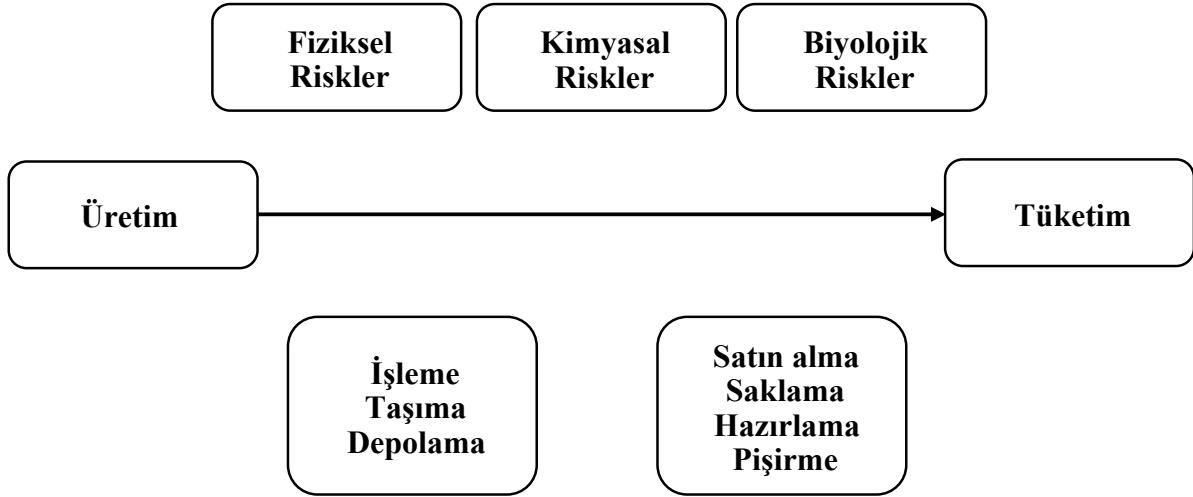 Fiziksel
Riskler
Kimyasal
Riskler
Biyolojik
Riskler
Üretim
Tüketim
İşleme
Taşıma
Depolama
Satın alma
Saklama
Hazırlama
Pişirme